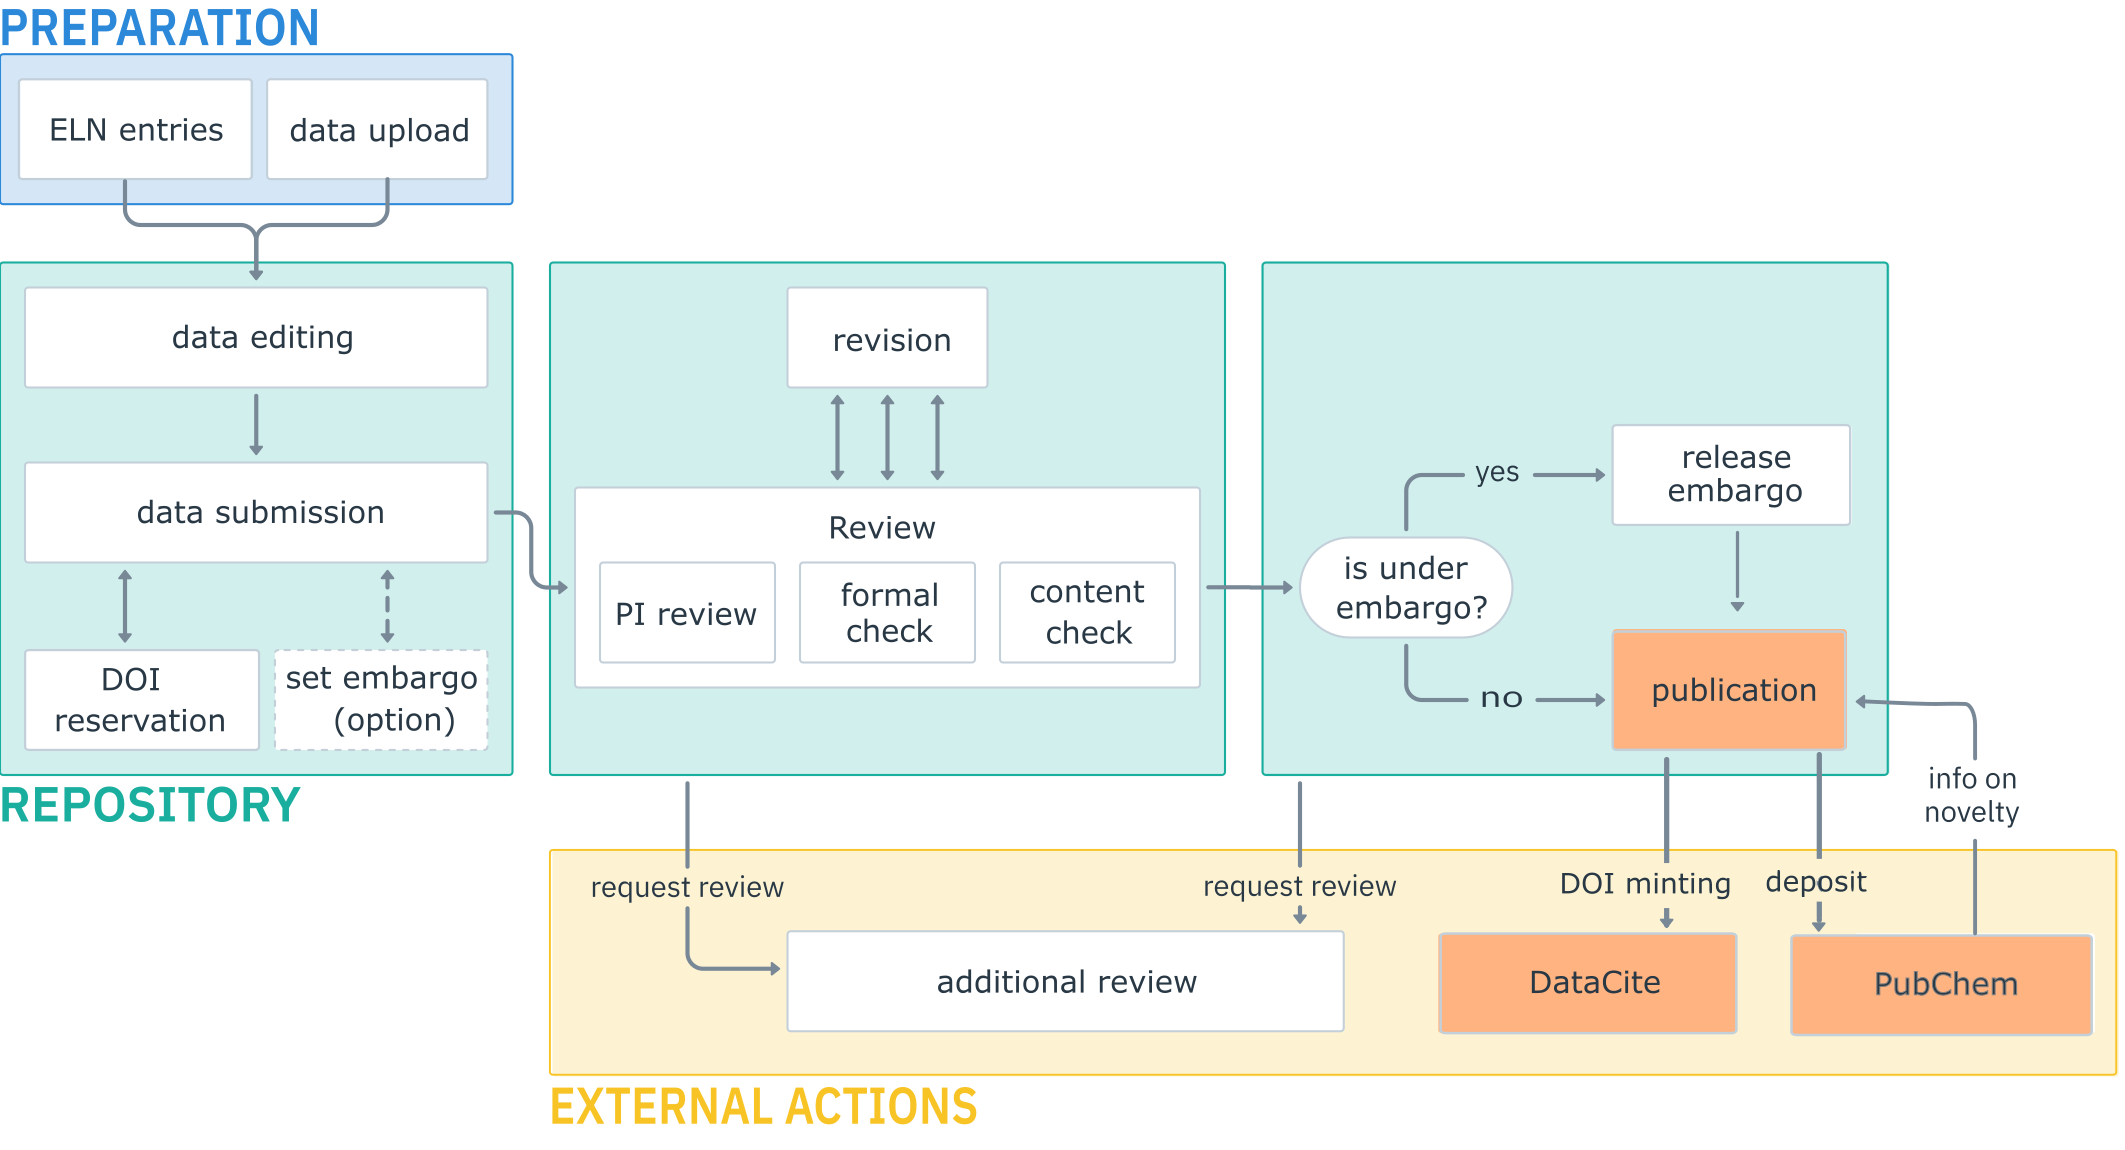 PREPARATION
ELN entries
data upload
data editing
data submission
DOI
reservation
set embargo
(option)
REPOSITORY
revision
Review
PI review
formal
check
content
check
is under
embargo?
yes
no
release
embargo
publication
info on
novelty
request review
request review
DOI minting
deposit
additional review
DataCite
PubChem
EXTERNAL ACTIONS